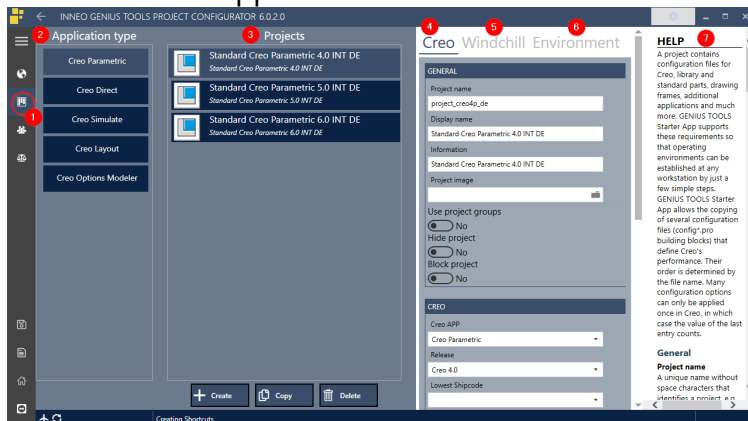 INNEO GENIUS TOOLS PROJECT CONFIGURATOR 6.0.2.0
2 Application type
Creo Parametric
Creo Direct
Creo Simulate
Creo Layout
Creo Options Modeler
1
3 Projects
Standard Creo Parametric 4.0 INT DE
Standard Creo Parametric 4.0 INT DE
Standard Creo Parametric 5.0 INT DE
Standard Creo Parametric 5.0 INT DE
Standard Creo Parametric 6.0 INT DE
Standard Creo Parametric 6.0 INT DE
Create
Copy
Delete
4 5 6
Creo Windchill Environment
GENERAL
Project name
project_creo4p_de
Display name
Standard Creo Parametric 4.0 INT DE
Information
Standard Creo Parametric 4.0 INT DE
Project image
Use project groups
No
Hide project
No
Block project
No
CREO
Creo APP
Creo Parametric
Release
Creo 4.0
Lowest Shipcode
HELP 7
A project contains
configuration files for
Creo, library and
standard parts, drawing
frames, additional
applications and much
more. GENIUS TOOLS
Starter App supports
these requirements so
that operating
environments can be
established at any
workstation by just a
few simple steps.
GENIUS TOOLS Starter
App allows the copying
of several configuration
files (config*.pro
building blocks) that
define Creo's
performance. Their
order is determined by
the file name. Many
configuration options
can only be applied
once in Creo, in which
case the value of the last
entry counts.
General
Project name
A unique name without
space characters that
identifies a project, e.g.
Creating Shortcuts